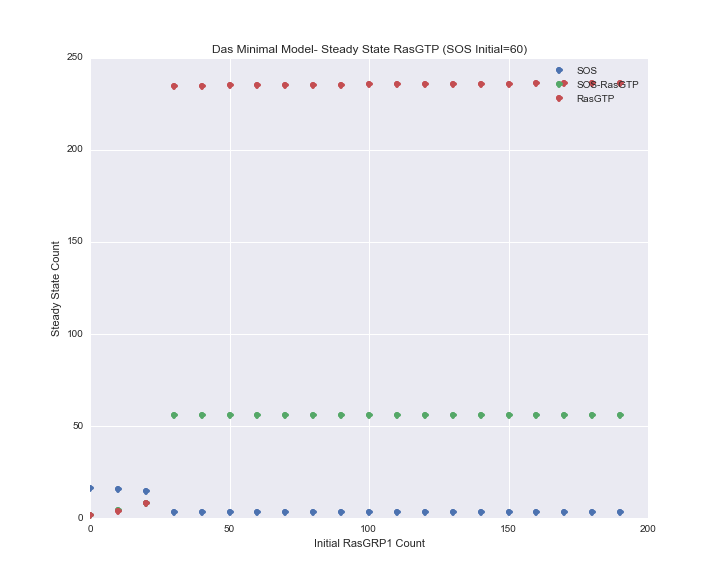 Das Minimal Model- Steady State RasGTP (SOS Initial=60)
250
200
150
100
50
0
Steady State Count
SOS
SOS-RasGTP
RasGTP
0 50 100 150 200
Initial RasGRP1 Count